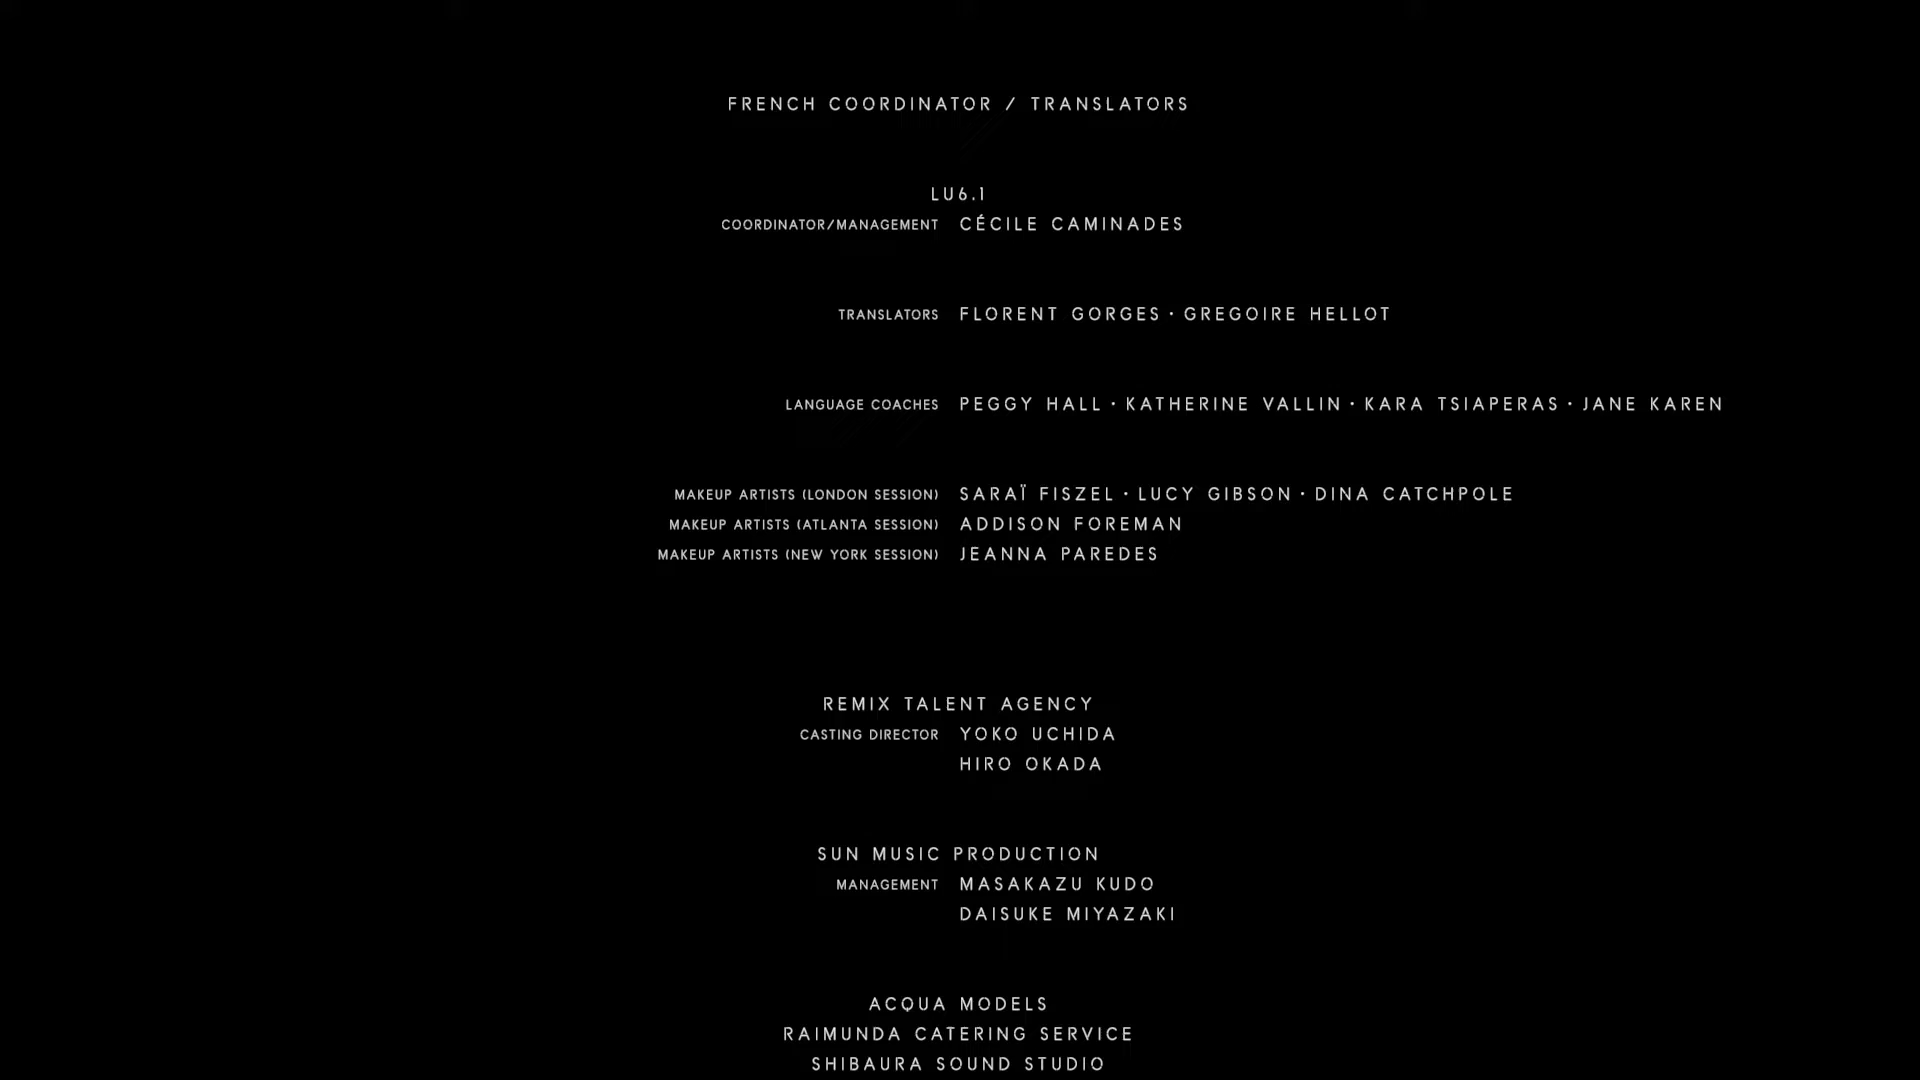 FRENCH COORDINATOR / TRANSLATORS
LU6.1
COORDINATOR/MANAGEMENT CÉCILE CAMINADES
TRANSLATORS FLORENT GORGES・GREGOIRE HELLOT
LANGUAGE COACHES PEGGY HALL・KATHERINE VALLIN・KARA TSIAPERAS・JANE KAREN
MAKEUP ARTISTS (LONDON SESSION) SARAÏ FISZEL・LUCY GIBSON・DINA CATCHPOLE
MAKEUP ARTISTS (ATLANTA SESSION) ADDISON FOREMAN
MAKEUP ARTISTS (NEW YORK SESSION) JEANNA PAREDES
REMIX TALENT AGENCY
CASTING DIRECTOR YOKO UCHIDA
HIRO OKADA
SUN MUSIC PRODUCTION
MANAGEMENT MASAKAZU KUDO
DAISUKE MIYAZAKI
ACQUA MODELS
RAIMUNDA CATERING SERVICE
SHIBAURA SOUND STUDIO